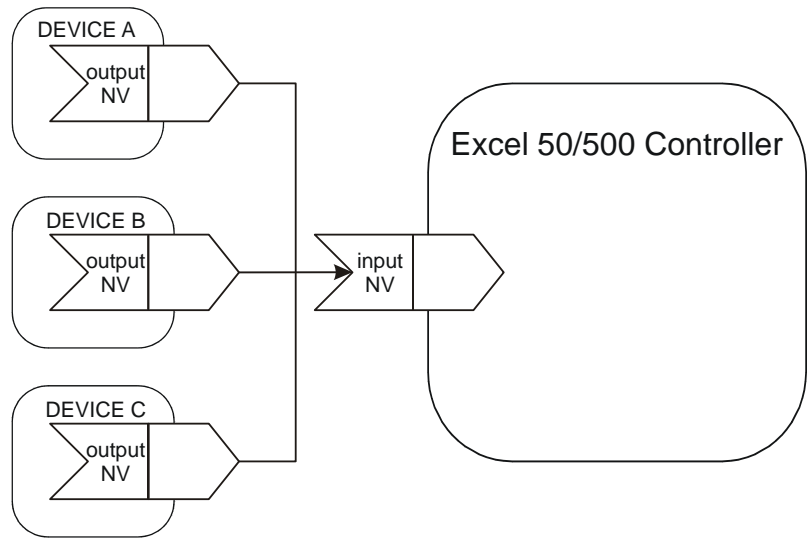 DEVICE A
output
NV
Excel 50/500 Controller
DEVICE B
output
NV
input
NV
DEVICE C
output
NV